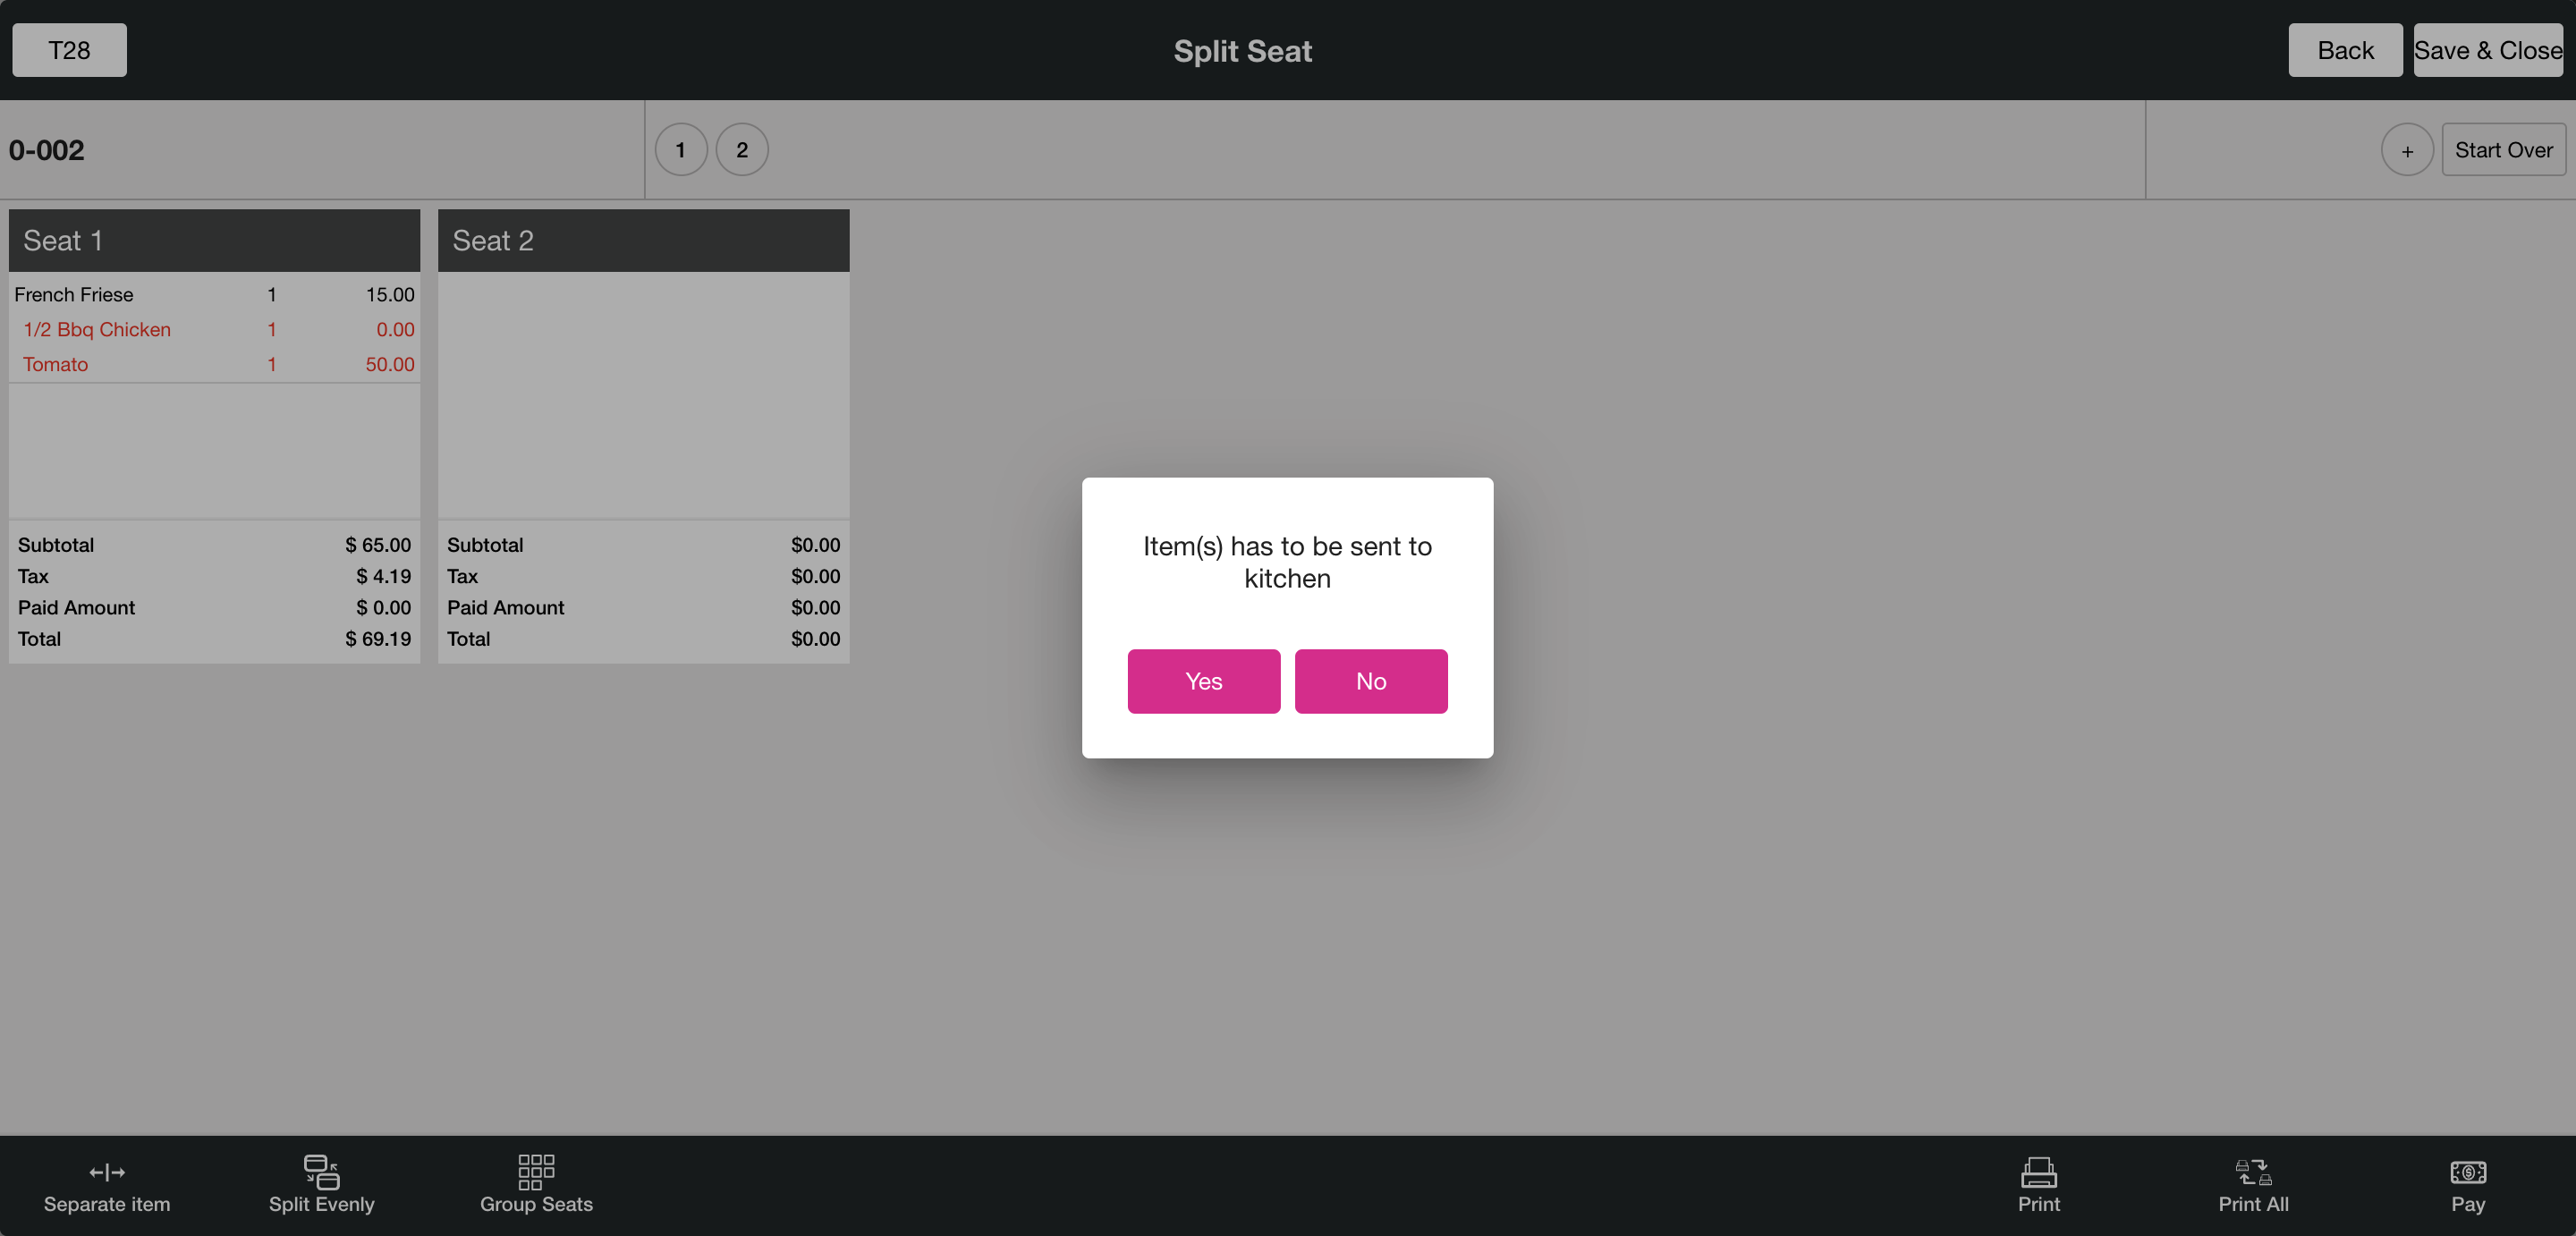 T28
Split Seat
Back
Save & Close
0-002
1
2
+
Start Over
Seat 1
French Friese 1 15.00
1/2 Bbq Chicken 1 0.00
Tomato 1 50.00
Subtotal $ 65.00
Tax $ 4.19
Paid Amount $ 0.00
Total $ 69.19
Seat 2
Subtotal $0.00
Tax $0.00
Paid Amount $0.00
Total $0.00
Item(s) has to be sent to
kitchen
Yes
No
Separate item
Split Evenly
Group Seats
Print
Print All
Pay